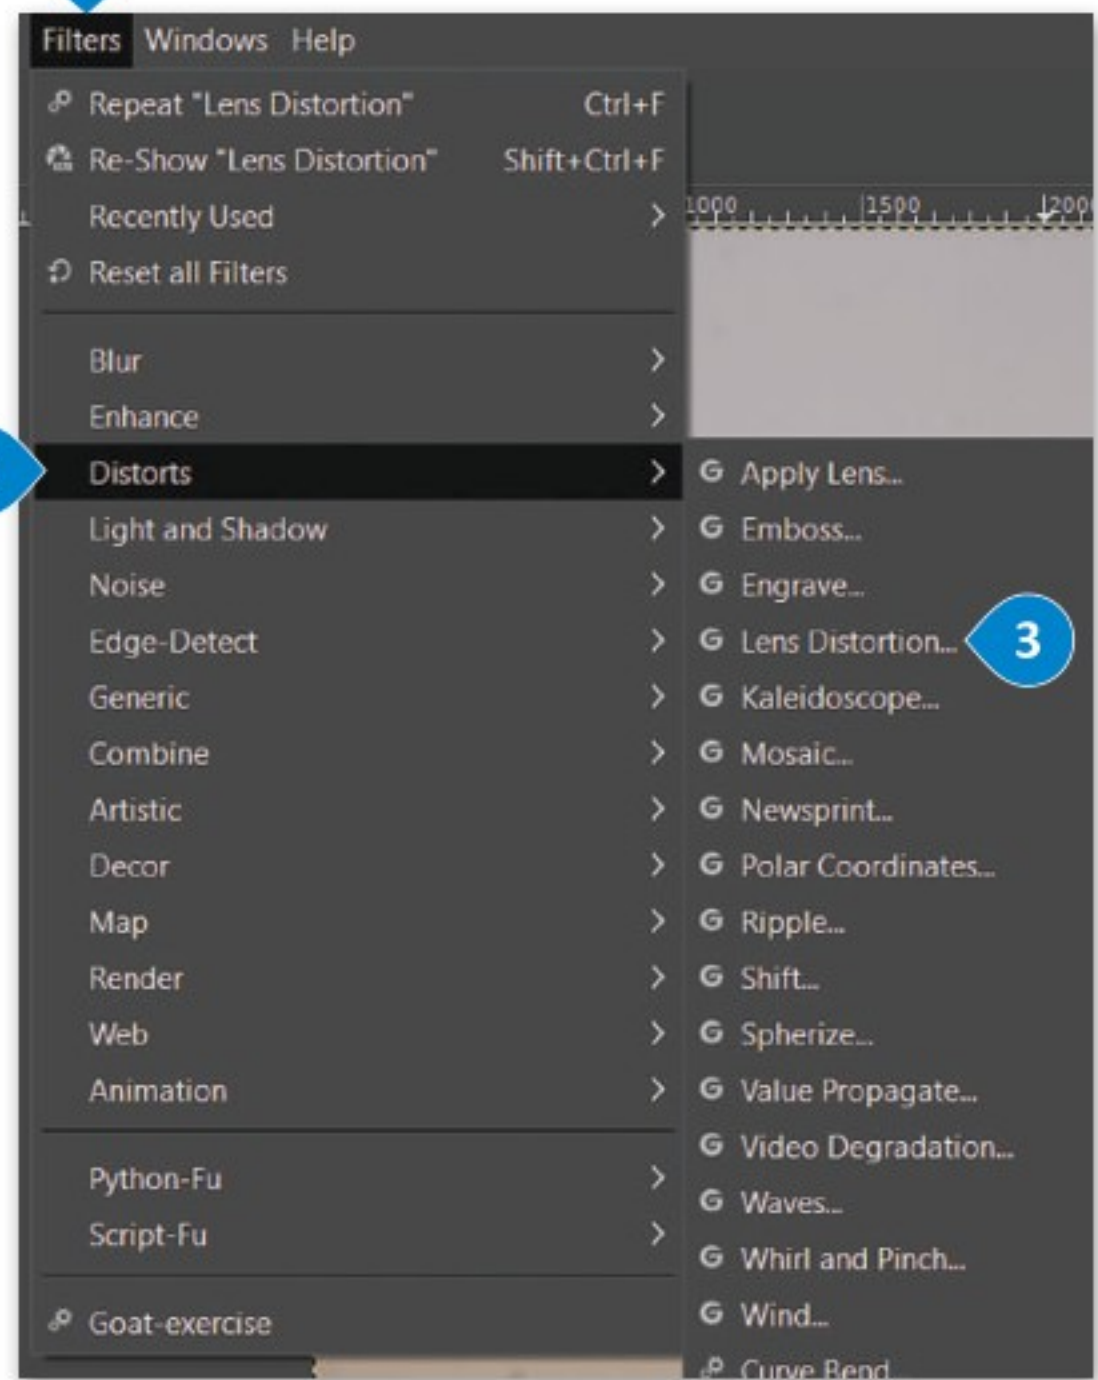 Filters Windows Help
Repeat "Lens Distortion" Ctrl+F
Re-Show "Lens Distortion" Shift+Ctrl+F
Recently Used
Reset all Filters
1000 1500 2000
Blur
Enhance
Distorts
Light and Shadow
Noise
Edge-Detect
Generic
Combine
Artistic
Decor
Map
Render
Web
Animation
Python-Fu
Script-Fu
Goat-exercise
Apply Lens...
Emboss...
Engrave...
Lens Distortion... 3
Kaleidoscope...
Mosaic...
Newsprint...
Polar Coordinates...
Ripple...
Shift...
Spherize...
Value Propagate...
Video Degradation...
Waves...
Whirl and Pinch...
Wind...
Curve Bend